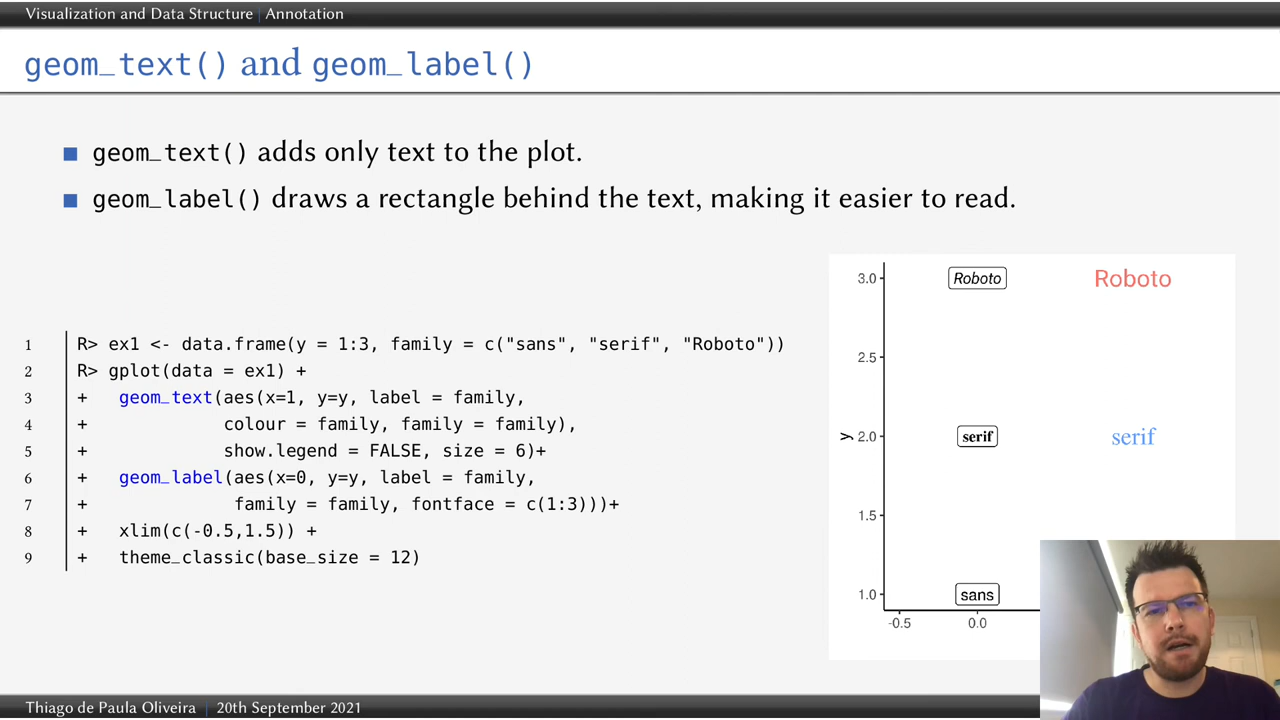 Visualization and Data Structure | Annotation
geom_text() and geom_label()
geom_text() adds only text to the plot.
geom_label() draws a rectangle behind the text, making it easier to read.
1 R> ex1 <- data.frame(y = 1:3, family = c("sans", "serif", "Roboto"))
2 R> gplot(data = ex1) +
3 + geom_text(aes(x=1, y=y, label = family,
4 + colour = family, family = family),
5 + show.legend = FALSE, size = 6)+
6 + geom_label(aes(x=0, y=y, label = family,
7 + family = family, fontface = c(1:3)))+
8 + xlim(c(-0.5,1.5)) +
9 + theme_classic(base_size = 12)
3.0 Roboto Roboto
2.5
y 2.0 serif serif
1.5
1.0 sans
-0.5 0.0
Thiago de Paula Oliveira | 20th September 2021